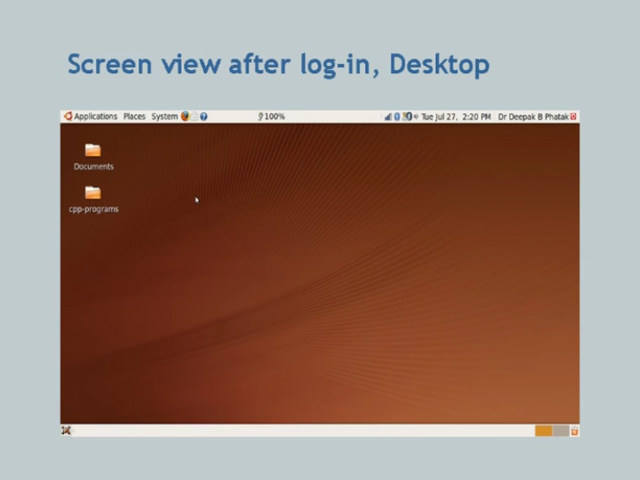 Screen view after log-in, Desktop
Applications Places System 100% Tue Jul 27, 2:20 PM Dr Deepak B Phatak
Documents
cpp-programs